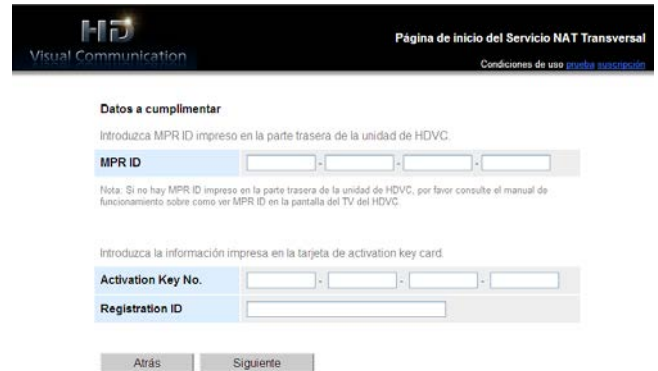 HD
Visual Communication
Página de inicio del Servicio NAT Transversal
Condiciones de uso prueba suscripción
Datos a cumplimentar
Introduzca MPR ID impreso en la parte trasera de la unidad de HDVC.
MPR ID - - -
Nota: Si no hay MPR ID impreso en la parte trasera de la unidad de HDVC, por favor consulte el manual de
funcionamiento sobre como ver MPR ID en la pantalla del TV del HDVC.
Introduzca la información impresa en la tarjeta de activation key card.
Activation Key No. - - -
Registration ID
Atrás Siguiente